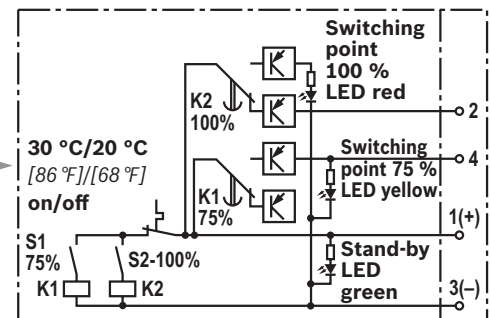 Switching
point
100 %
LED red
K2
100%
2
30 °C/20 °C
[86 °F]/[68 °F]
on/off
Switching
point 75 %
LED yellow
4
K1
75%
1(+)
S1
75%
S2-100%
K1
K2
Stand-by
LED
green
3(–)